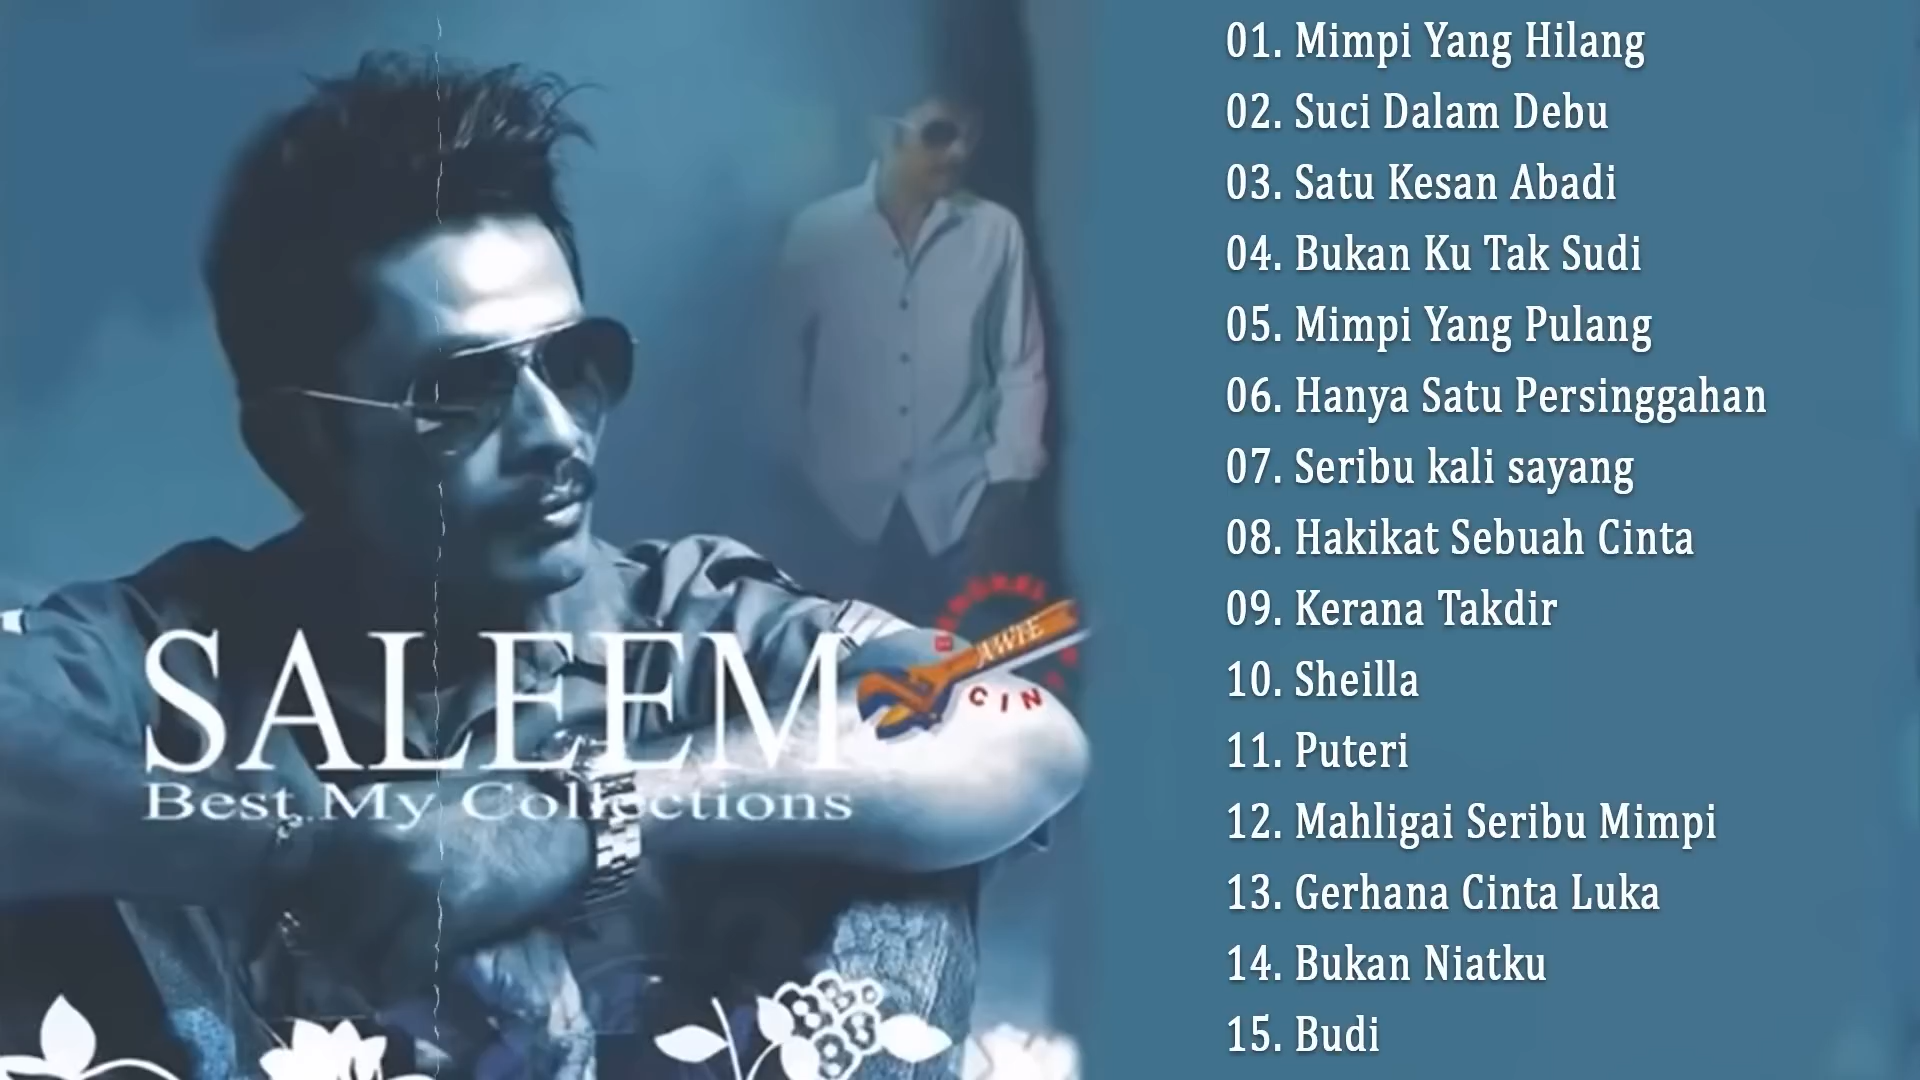 SALEEM
Best My Collections
AWIE
01. Mimpi Yang Hilang
02. Suci Dalam Debu
03. Satu Kesan Abadi
04. Bukan Ku Tak Sudi
05. Mimpi Yang Pulang
06. Hanya Satu Persinggahan
07. Seribu kali sayang
08. Hakikat Sebuah Cinta
09. Kerana Takdir
10. Sheilla
11. Puteri
12. Mahligai Seribu Mimpi
13. Gerhana Cinta Luka
14. Bukan Niatku
15. Budi